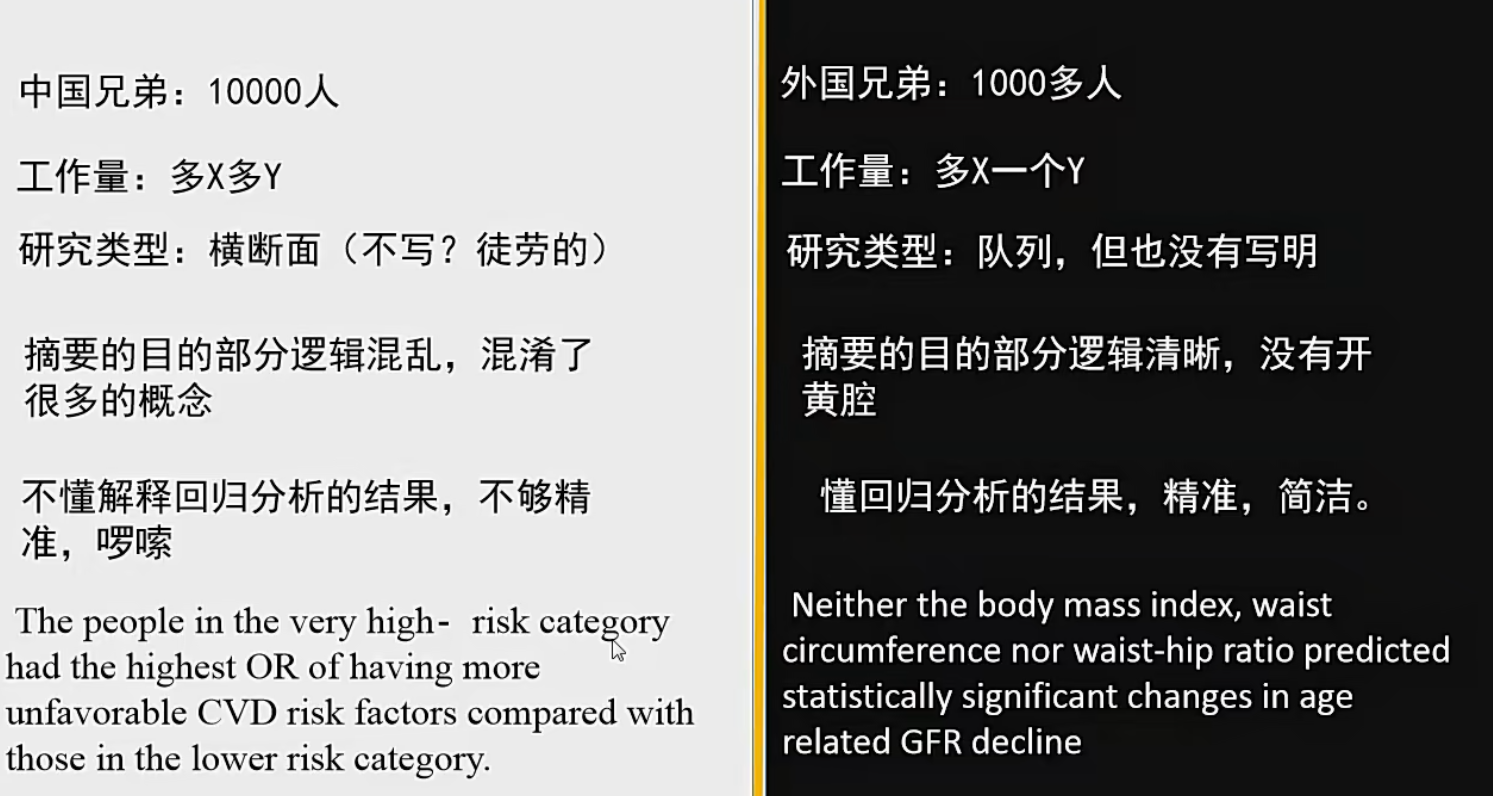 中国兄弟：10000人
工作量：多X多Y
研究类型：横断面（不写？徒劳的）
摘要的目的部分逻辑混乱，混淆了
很多的概念
不懂解释回归分析的结果，不够精
准，啰嗦
The people in the very high- risk category
had the highest OR of having more
unfavorable CVD risk factors compared with
those in the lower risk category.
外国兄弟：1000多人
工作量：多X一个Y
研究类型：队列，但也没有写明
摘要的目的部分逻辑清晰，没有开
黄腔
懂回归分析的结果，精准，简洁。
Neither the body mass index, waist
circumference nor waist-hip ratio predicted
statistically significant changes in age
related GFR decline